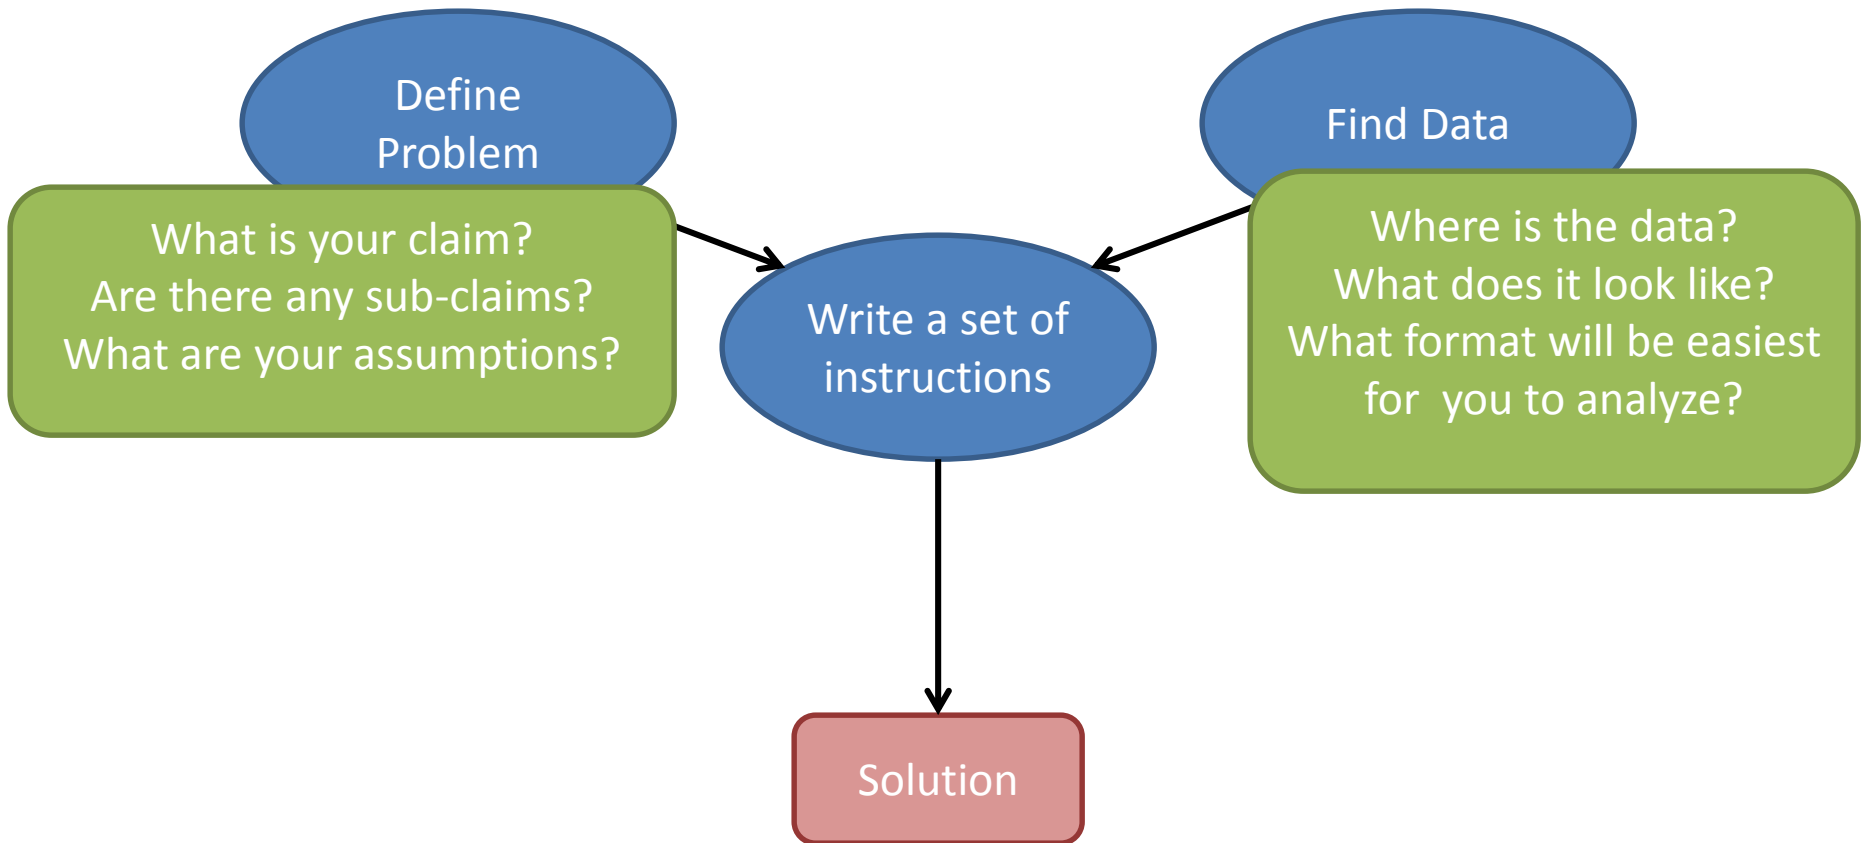 Define
Problem
What is your claim?
Are there any sub-claims?
What are your assumptions?
Find Data
Where is the data?
What does it look like?
What format will be easiest
for  you to analyze?
Write a set of
instructions
Solution